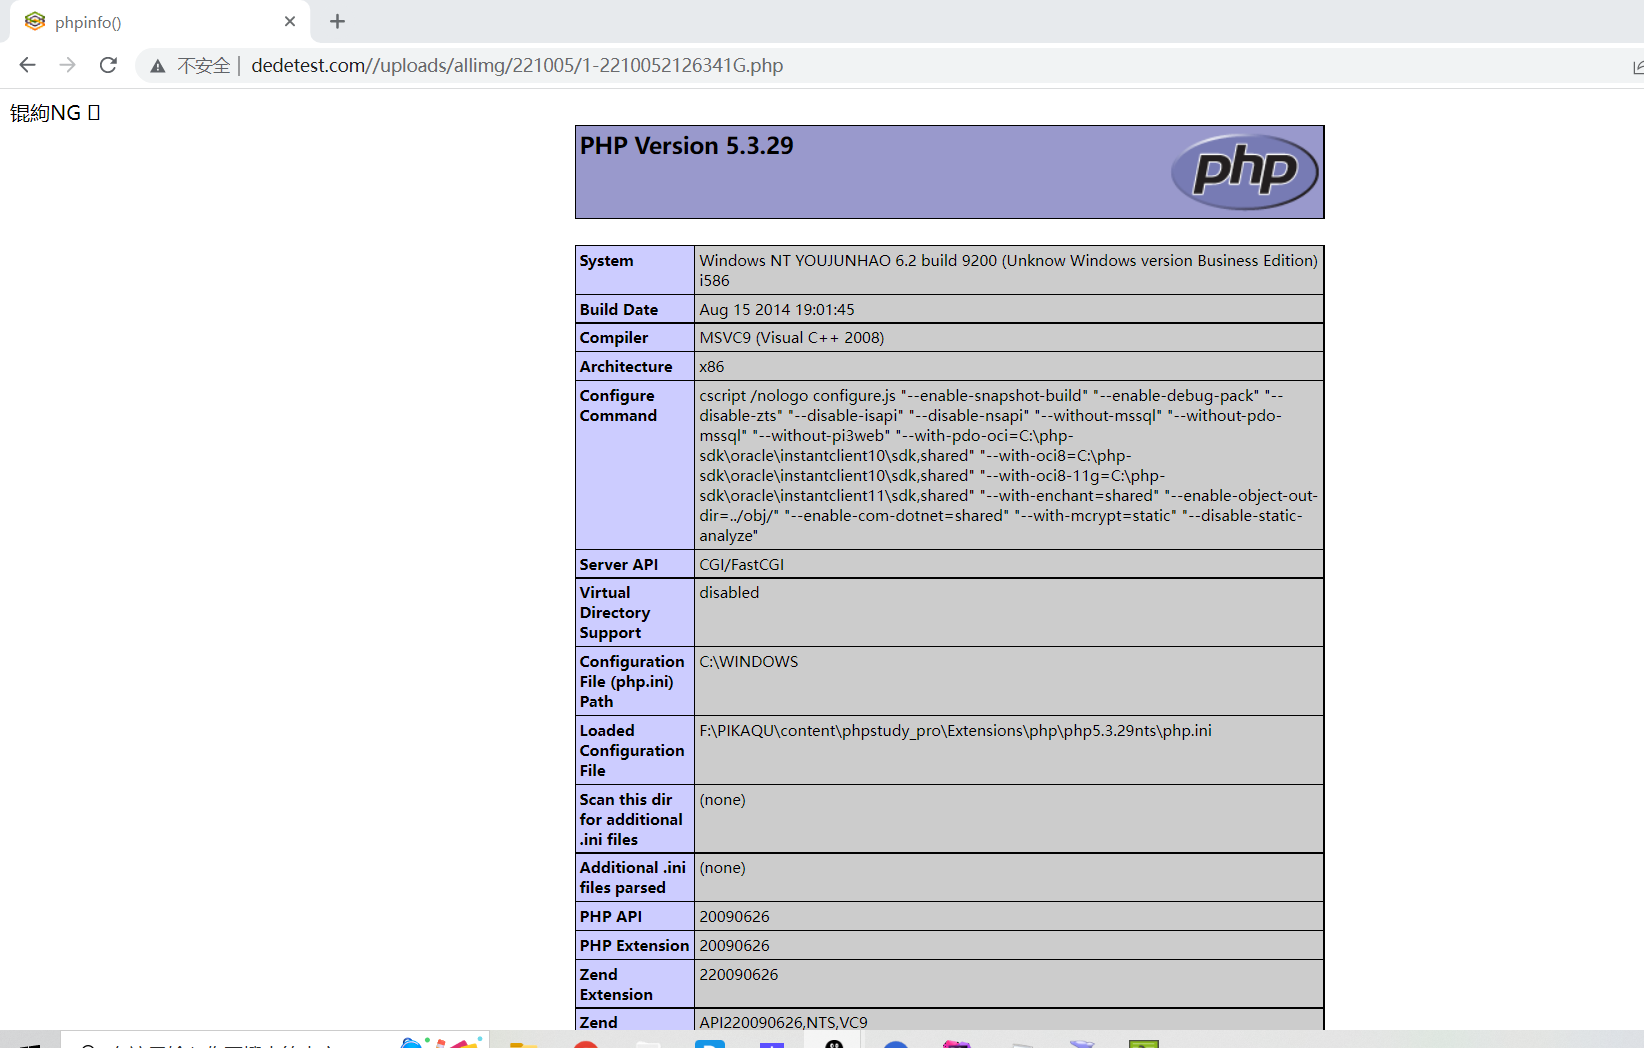 phpinfo()
不安全 | dedetest.com//uploads/allimg/221005/1-2210052126341G.php
锟絢NG
PHP Version 5.3.29
php
System Windows NT YOUJUNHAO 6.2 build 9200 (Unknow Windows version Business Edition)
i586
Build Date Aug 15 2014 19:01:45
Compiler MSVC9 (Visual C++ 2008)
Architecture x86
Configure cscript /nologo configure.js "--enable-snapshot-build" "--enable-debug-pack" "--
Command disable-zts" "--disable-isapi" "--disable-nsapi" "--without-mssql" "--without-pdo-
mssql" "--without-pi3web" "--with-pdo-oci=C:\php-
sdk\oracle\instantclient10\sdk,shared" "--with-oci8=C:\php-
sdk\oracle\instantclient10\sdk,shared" "--with-oci8-11g=C:\php-
sdk\oracle\instantclient11\sdk,shared" "--with-enchant=shared" "--enable-object-out-
dir=../obj/" "--enable-com-dotnet=shared" "--with-mcrypt=static" "--disable-static-
analyze"
Server API CGI/FastCGI
Virtual disabled
Directory
Support
Configuration C:\WINDOWS
File (php.ini)
Path
Loaded F:\PIKAQU\content\phpstudy_pro\Extensions\php\php5.3.29nts\php.ini
Configuration
File
Scan this dir (none)
for additional
.ini files
Additional .ini (none)
files parsed
PHP API 20090626
PHP Extension 20090626
Zend 220090626
Extension
Zend API220090626,NTS,VC9